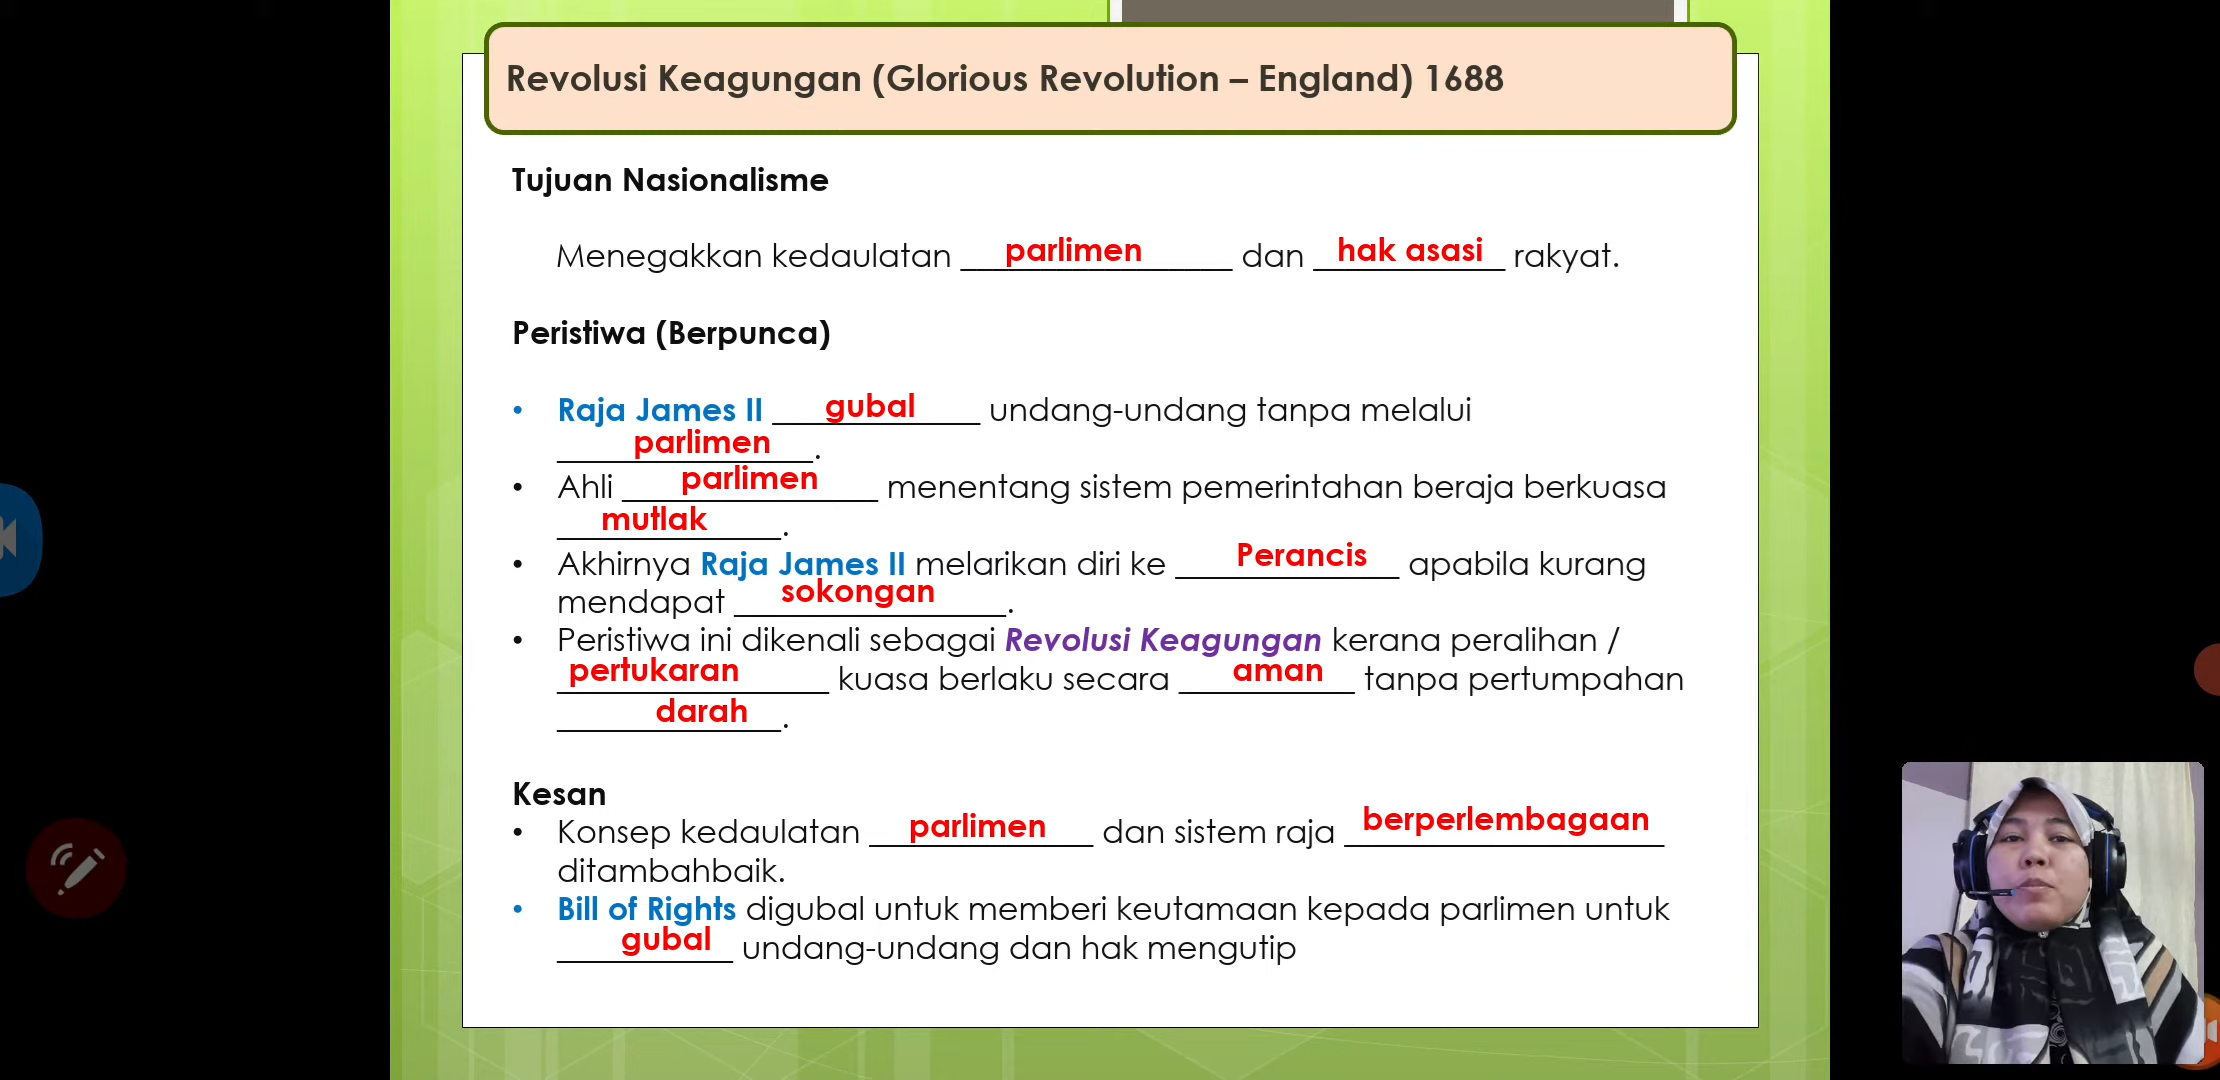 Revolusi Keagungan (Glorious Revolution – England) 1688
Tujuan Nasionalisme
Menegakkan kedaulatan parlimen dan hak asasi rakyat.
Peristiwa (Berpunca)
• Raja James II gubal undang-undang tanpa melalui
parlimen.
• Ahli parlimen menentang sistem pemerintahan beraja berkuasa
mutlak.
• Akhirnya Raja James II melarikan diri ke Perancis apabila kurang
mendapat sokongan.
• Peristiwa ini dikenali sebagai Revolusi Keagungan kerana peralihan /
pertukaran kuasa berlaku secara aman tanpa pertumpahan
darah.
Kesan
• Konsep kedaulatan parlimen dan sistem raja berperlembagaan
ditambahbaik.
• Bill of Rights digubal untuk memberi keutamaan kepada parlimen untuk
gubal undang-undang dan hak mengutip